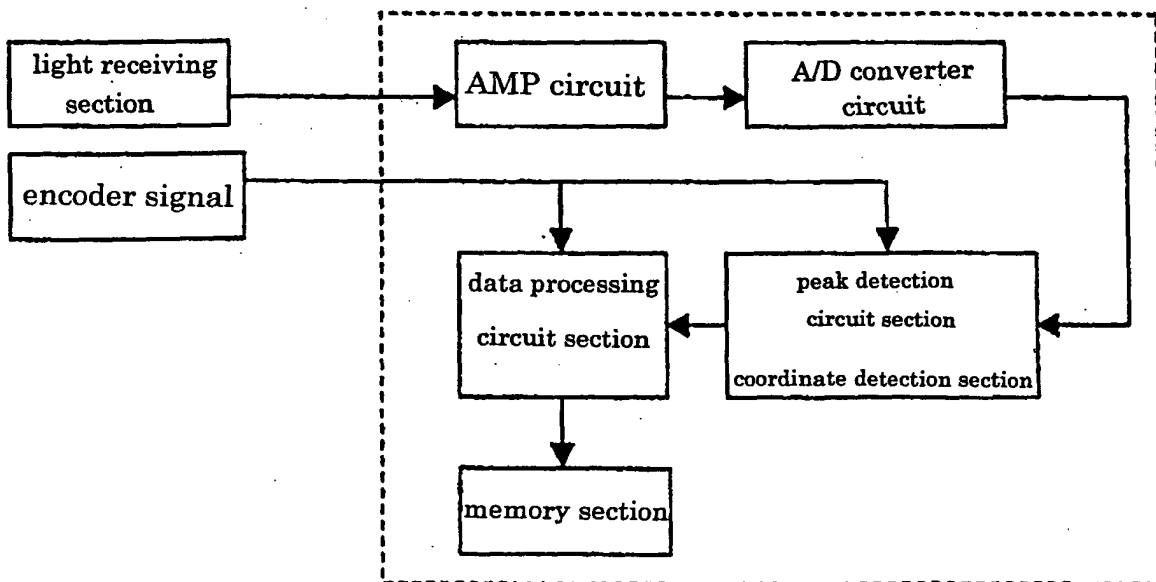 light receiving
section
AMP circuit
A/D converter
circuit
encoder signal
data processing
circuit section
peak detection
circuit section
coordinate detection section
memory section